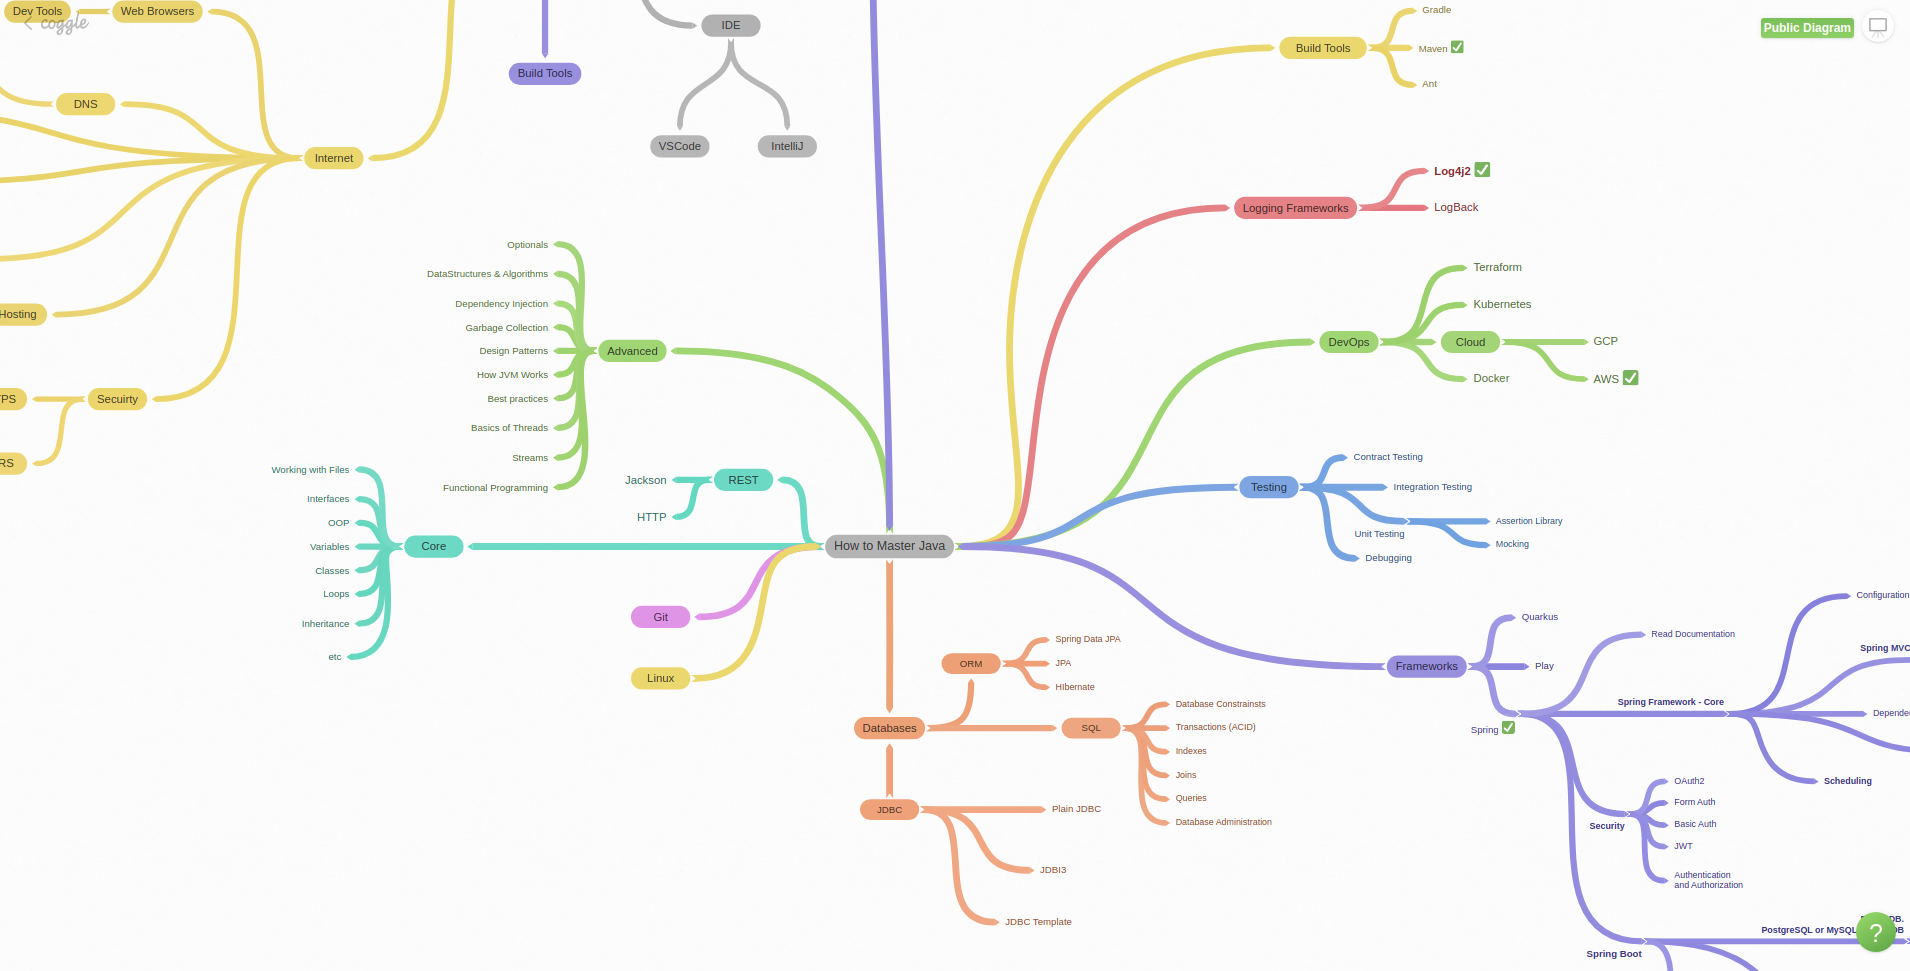 Dev Tools
Web Browsers
coggle
DNS
Internet
Hosting
Secuirty
Build Tools
IDE
VSCode
IntelliJ
Build Tools
Gradle
Maven ✅
Ant
Public Diagram
Logging Frameworks
Log4j2 ✅
LogBack
DevOps
Terraform
Kubernetes
Cloud
GCP
AWS ✅
Docker
Optionals
DataStructures & Algorithms
Dependency Injection
Garbage Collection
Design Patterns
How JVM Works
Best practices
Basics of Threads
Streams
Functional Programming
Advanced
Jackson
HTTP
REST
Working with Files
Interfaces
OOP
Variables
Classes
Loops
Inheritance
etc
Core
How to Master Java
Git
Linux
Testing
Contract Testing
Integration Testing
Unit Testing
Assertion Library
Mocking
Debugging
Databases
ORM
Spring Data JPA
JPA
HIbernate
SQL
Database Constrainsts
Transactions (ACID)
Indexes
Joins
Queries
Database Administration
JDBC
Plain JDBC
JDBI3
JDBC Template
Frameworks
Quarkus
Play
Spring ✅
Read Documentation
Spring Framework - Core
Configuration
Spring MVC
Scheduling
Security
OAuth2
Form Auth
Basic Auth
JWT
Authentication
and Authorization
Spring Boot
PostgreSQL or MySQL
?